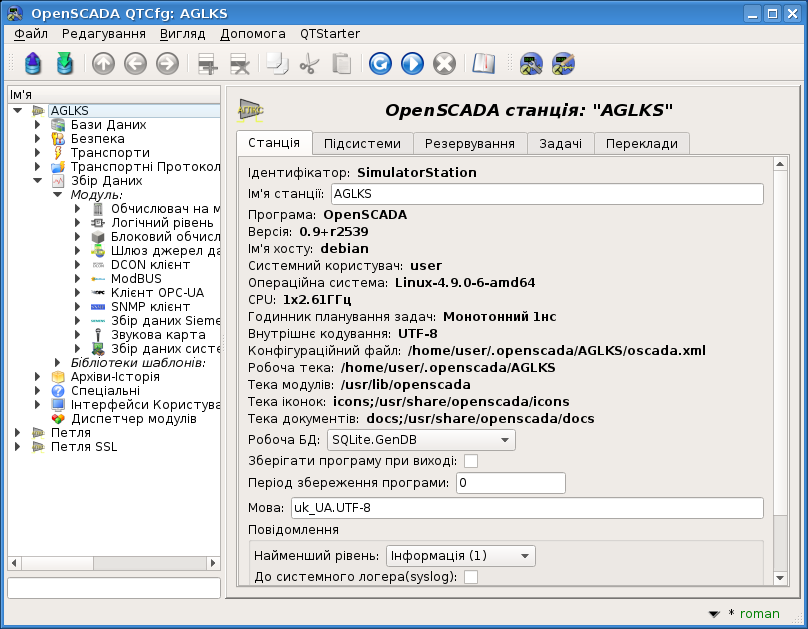 OpenSCADA QTCfg: AGLKS
Файл Редагування Вигляд Допомога QTStarter
Ім'я
AGLKS
Бази Даних
Безпека
Транспорти
Транспортні Протокол
Збір Даних
Модуль:
Обчислювач на м
Логічний рівень
Блоковий обчисл
Шлюз джерел да
DCON клієнт
ModBUS
Клієнт OPC-UA
SNMP клієнт
Збір даних Sieme
Звукова карта
Збір даних систе
Бібліотеки шаблонів:
Архіви-Історія
Спеціальні
Інтерфейси Користува
Диспетчер модулів
Петля
Петля SSL
OpenSCADA станція: "AGLKS"
Станція Підсистеми Резервування Задачі Переклади
Ідентифікатор: SimulatorStation
Ім'я станції: AGLKS
Програма: OpenSCADA
Версія: 0.9+r2539
Ім'я хосту: debian
Системний користувач: user
Операційна система: Linux-4.9.0-6-amd64
CPU: 1x2.61ГГц
Годинник планування задач: Монотонний 1нс
Внутрішнє кодування: UTF-8
Конфігураційний файл: /home/user/.openscada/AGLKS/oscada.xml
Робоча тека: /home/user/.openscada/AGLKS
Тека модулів: /usr/lib/openscada
Тека іконок: icons;/usr/share/openscada/icons
Тека документів: docs;/usr/share/openscada/docs
Робоча БД: SQLite.GenDB
Зберігати програму при виході:
Період збереження програми: 0
Мова: uk_UA.UTF-8
Повідомлення
Найменший рівень: Інформація (1)
До системного логера(syslog):
* roman